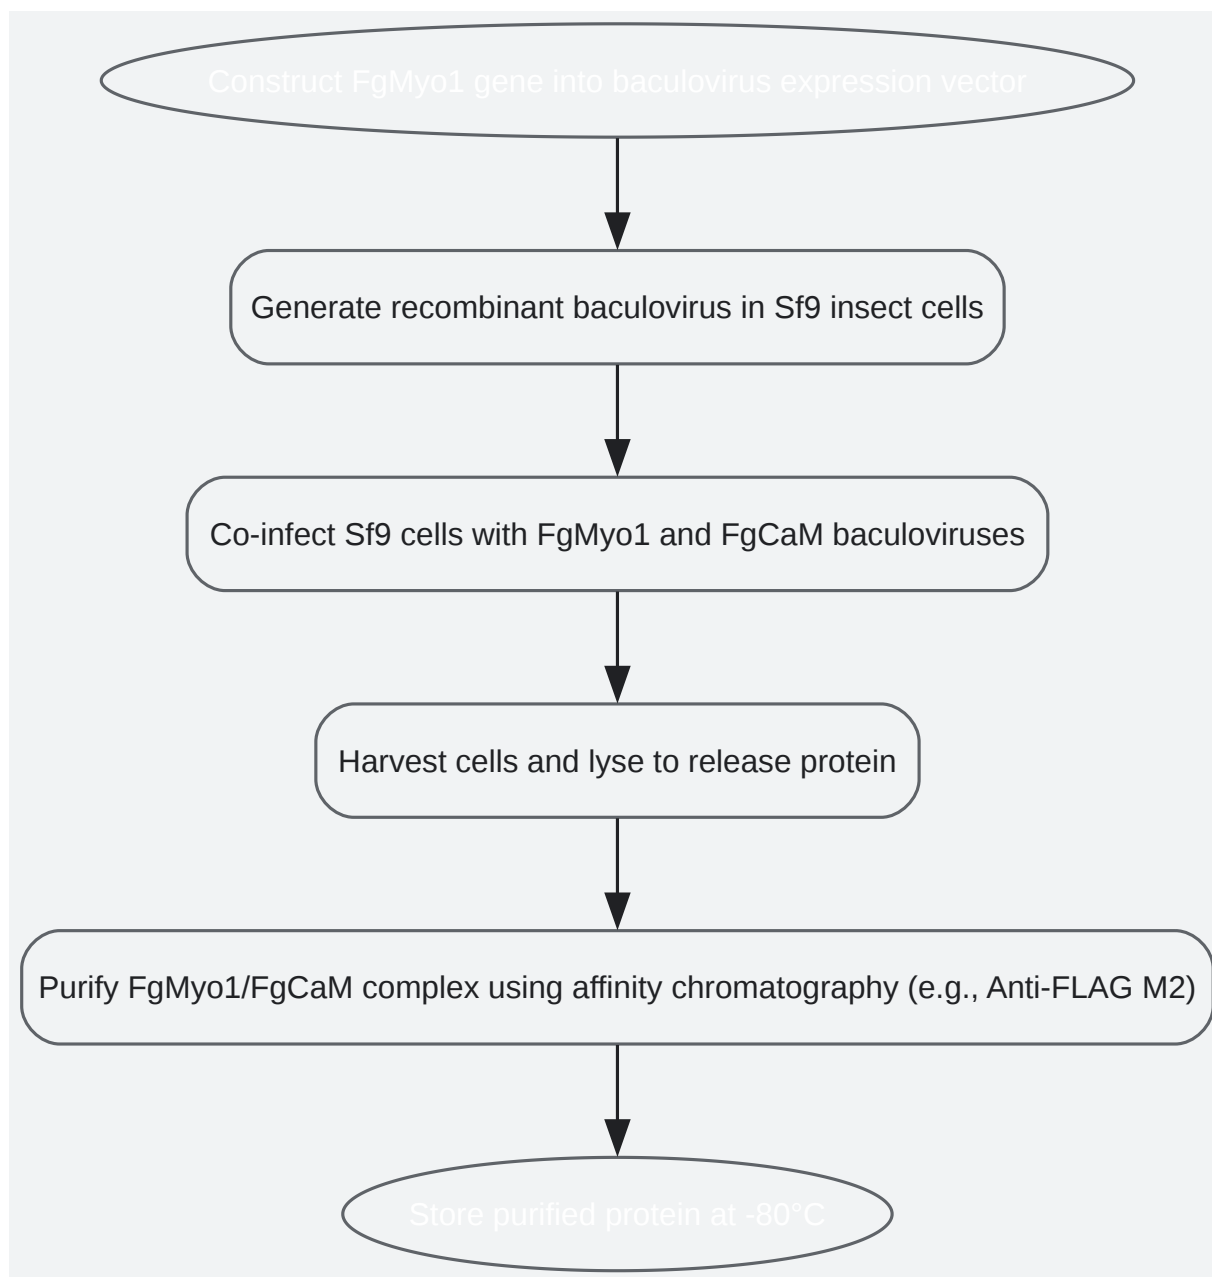 Construct FgMyo1 gene into baculovirus expression vector
Generate recombinant baculovirus in Sf9 insect cells
Co-infect Sf9 cells with FgMyo1 and FgCaM baculoviruses
Harvest cells and lyse to release protein
Purify FgMyo1/FgCaM complex using affinity chromatography (e.g., Anti-FLAG M2)
Store purified protein at -80°C